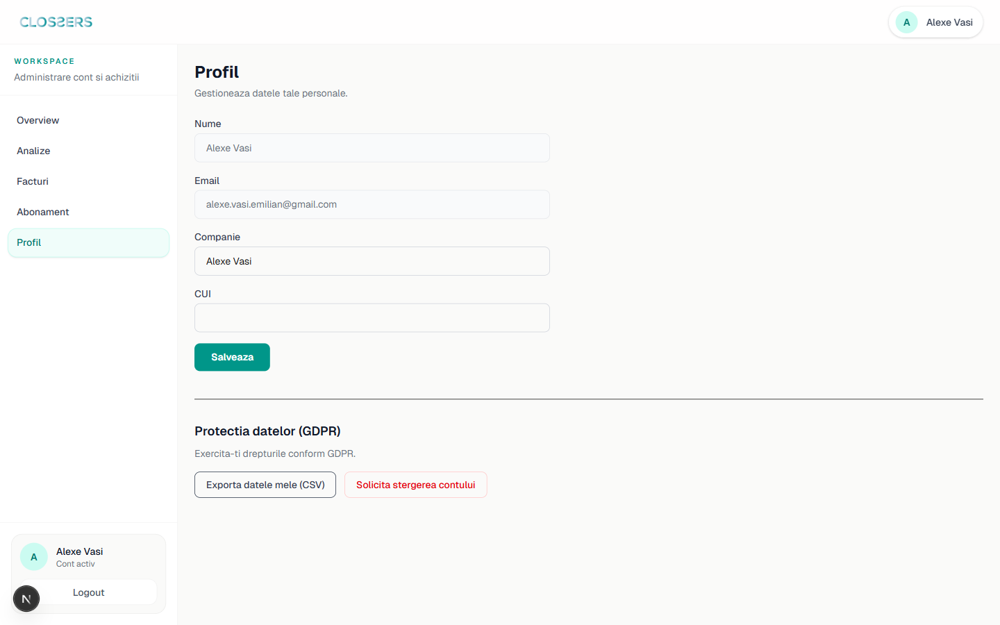 CLOSSERS
A Alexe Vasi
WORKSPACE
Administrare cont si achizitii
Overview
Analize
Facturi
Abonament
Profil
Profil
Gestioneaza datele tale personale.
Nume
Alexe Vasi
Email
alexe.vasi.emilian@gmail.com
Companie
Alexe Vasi
CUI
Salveaza
Protectia datelor (GDPR)
Exercita-ti drepturile conform GDPR.
Exporta datele mele (CSV)
Solicita stergerea contului
A
Alexe Vasi
Cont activ
Logout
N